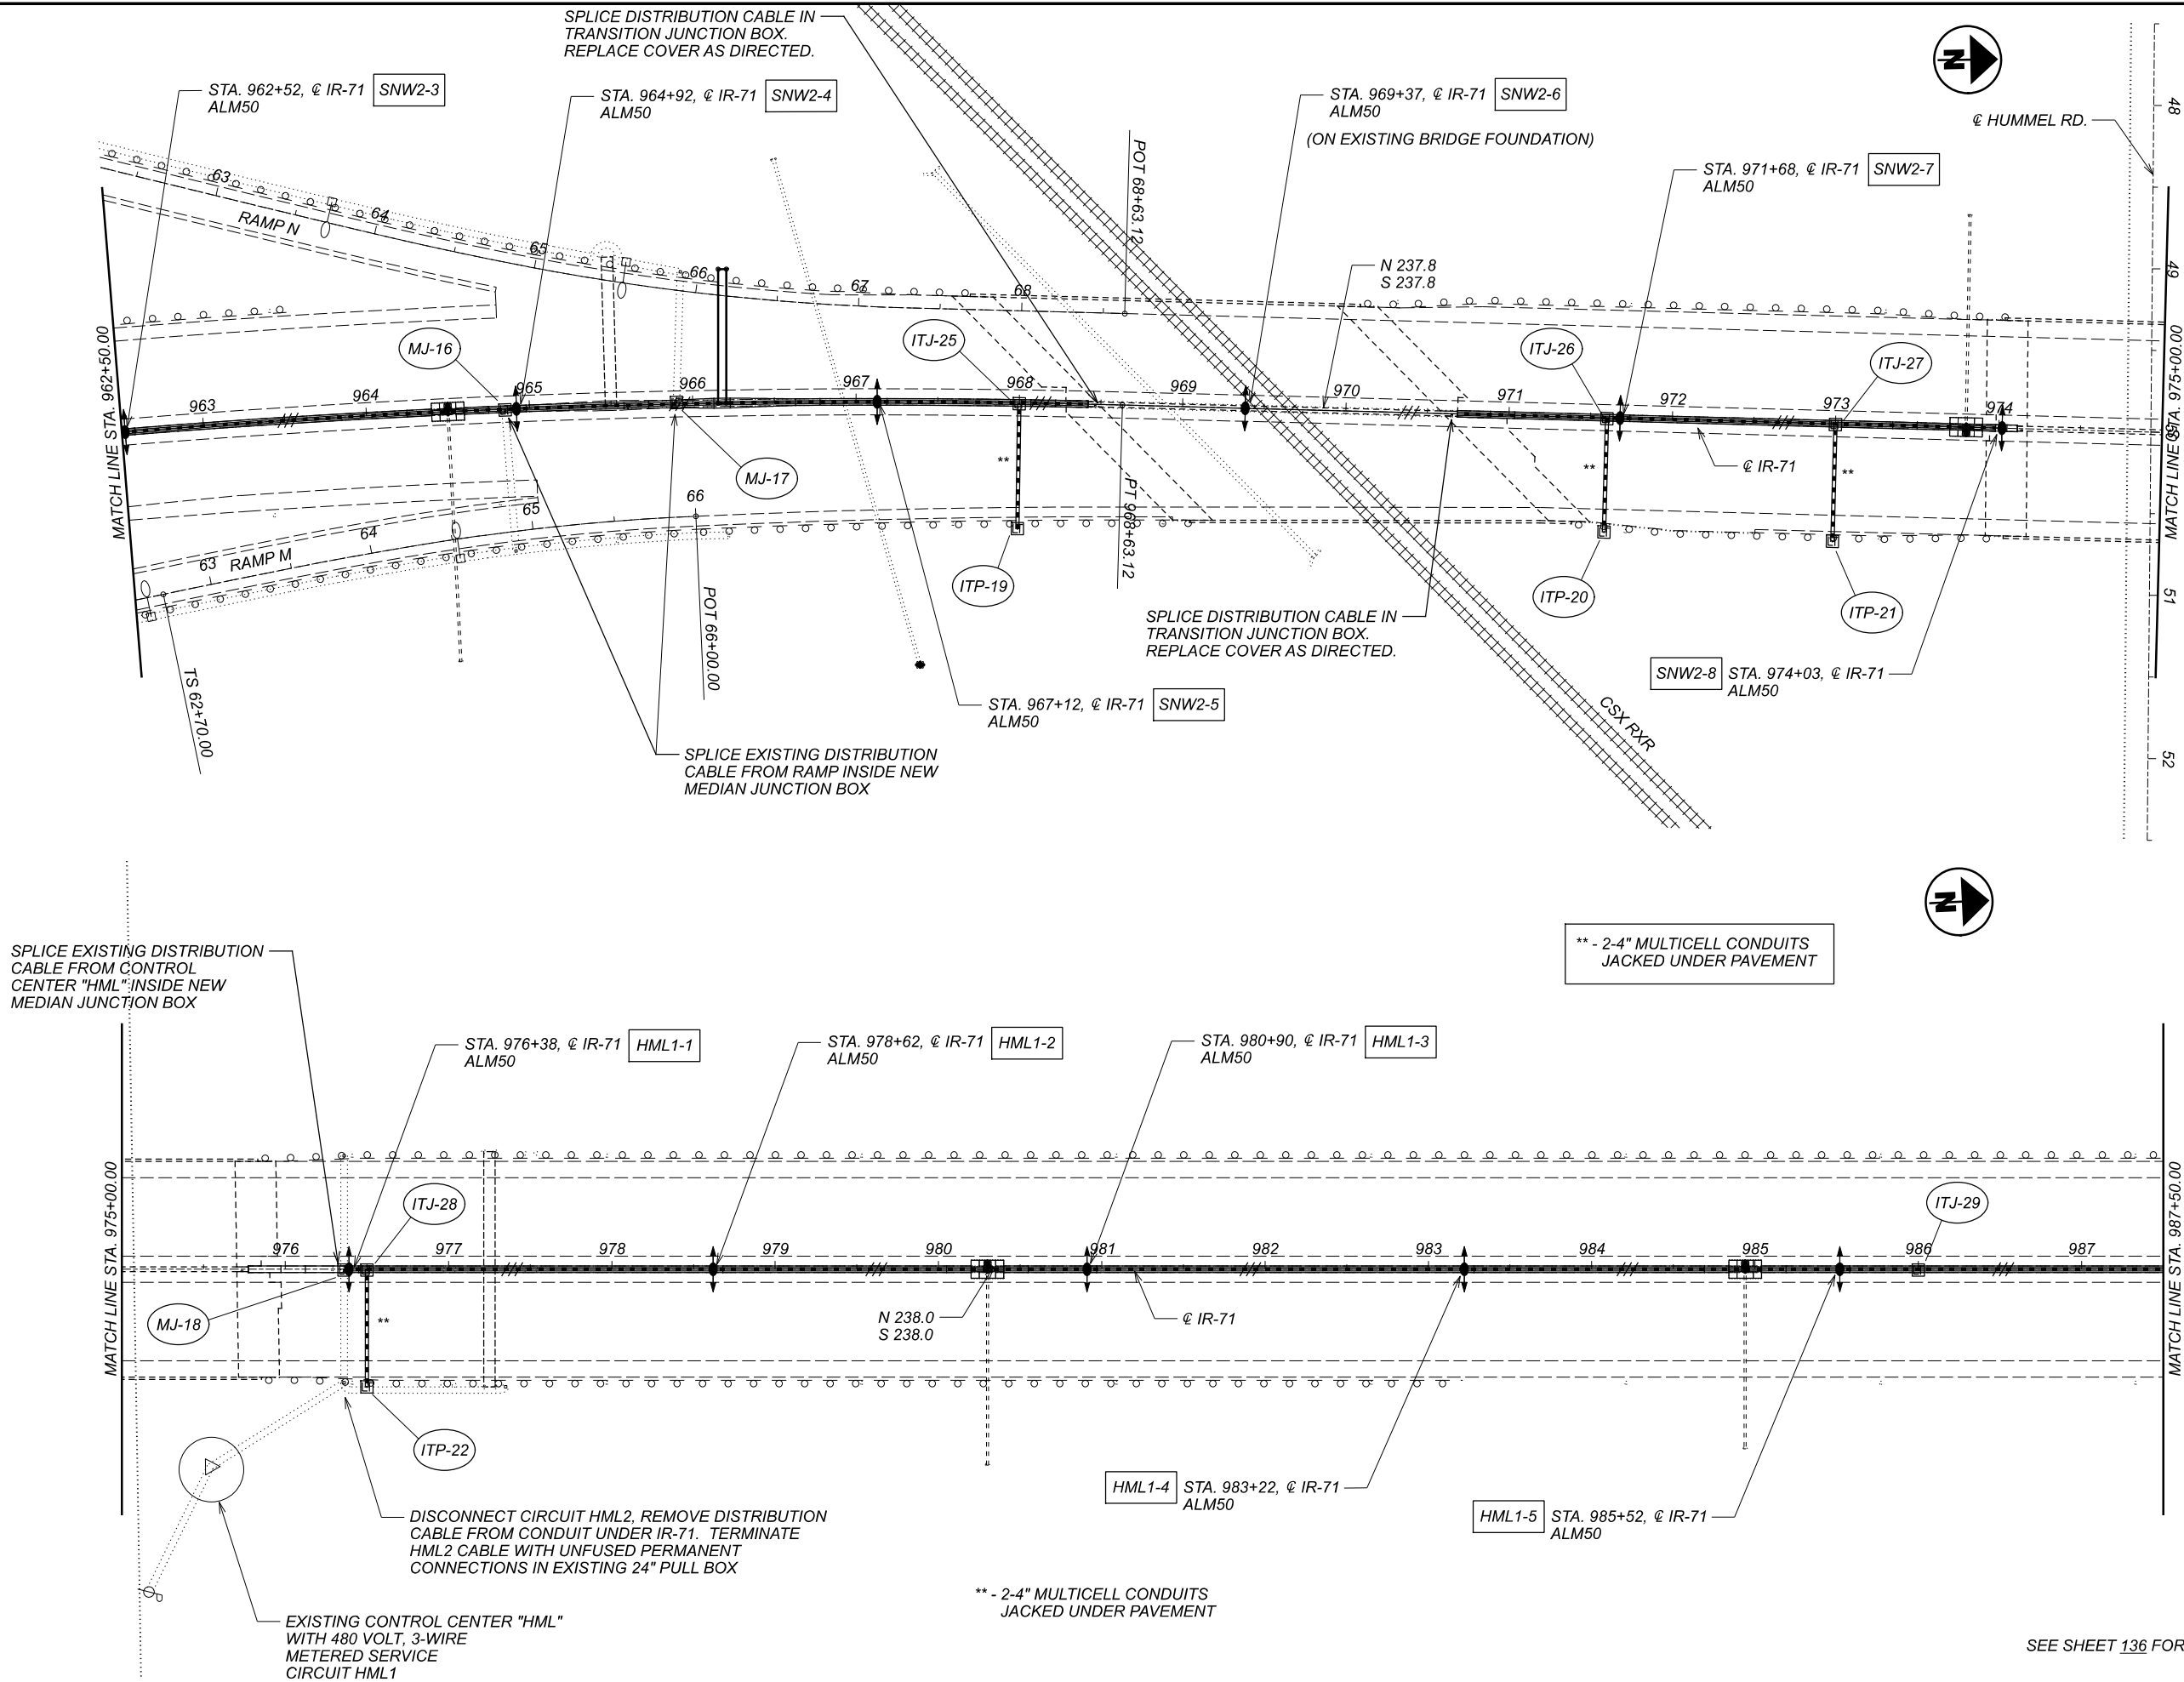 SPLICE DISTRIBUTION CABLE IN
TRANSITION JUNCTION BOX.
REPLACE COVER AS DIRECTED.
STA. 962+52, ℄ IR-71 SNW2-3
ALM50
STA. 964+92, ℄ IR-71 SNW2-4
ALM50
STA. 969+37, ℄ IR-71 SNW2-6
ALM50
(ON EXISTING BRIDGE FOUNDATION)
STA. 971+68, ℄ IR-71 SNW2-7
ALM50
N
℄ HUMMEL RD.
48
49
50
51
52
POT 68+63.12
63
64
65
66
67
68
RAMP N
N 237.8
S 237.8
MJ-16
ITJ-25
ITJ-26
ITJ-27
MATCH LINE STA. 962+50.00
MATCH LINE STA. 975+00.00
963
964
965
966
967
968
969
970
971
972
973
974
MJ-17
**
**
**
℄ IR-71
63
64
65
66
RAMP M
PT 968+63.12
ITP-19
ITP-20
ITP-21
POT 66+00.00
TS 62+70.00
SPLICE DISTRIBUTION CABLE IN
TRANSITION JUNCTION BOX.
REPLACE COVER AS DIRECTED.
SNW2-8 STA. 974+03, ℄ IR-71
ALM50
STA. 967+12, ℄ IR-71 SNW2-5
ALM50
CSX RXR
SPLICE EXISTING DISTRIBUTION
CABLE FROM RAMP INSIDE NEW
MEDIAN JUNCTION BOX
N
** - 2-4" MULTICELL CONDUITS
JACKED UNDER PAVEMENT
SPLICE EXISTING DISTRIBUTION
CABLE FROM CONTROL
CENTER "HML" INSIDE NEW
MEDIAN JUNCTION BOX
STA. 976+38, ℄ IR-71 HML1-1
ALM50
STA. 978+62, ℄ IR-71 HML1-2
ALM50
STA. 980+90, ℄ IR-71 HML1-3
ALM50
MATCH LINE STA. 975+00.00
MATCH LINE STA. 987+50.00
ITJ-28
ITJ-29
976
977
978
979
980
981
982
983
984
985
986
987
MJ-18
**
N 238.0
S 238.0
℄ IR-71
ITP-22
HML1-4 STA. 983+22, ℄ IR-71
ALM50
HML1-5 STA. 985+52, ℄ IR-71
ALM50
DISCONNECT CIRCUIT HML2, REMOVE DISTRIBUTION
CABLE FROM CONDUIT UNDER IR-71. TERMINATE
HML2 CABLE WITH UNFUSED PERMANENT
CONNECTIONS IN EXISTING 24" PULL BOX
** - 2-4" MULTICELL CONDUITS
JACKED UNDER PAVEMENT
EXISTING CONTROL CENTER "HML"
WITH 480 VOLT, 3-WIRE
METERED SERVICE
CIRCUIT HML1
SEE SHEET 136 FOR